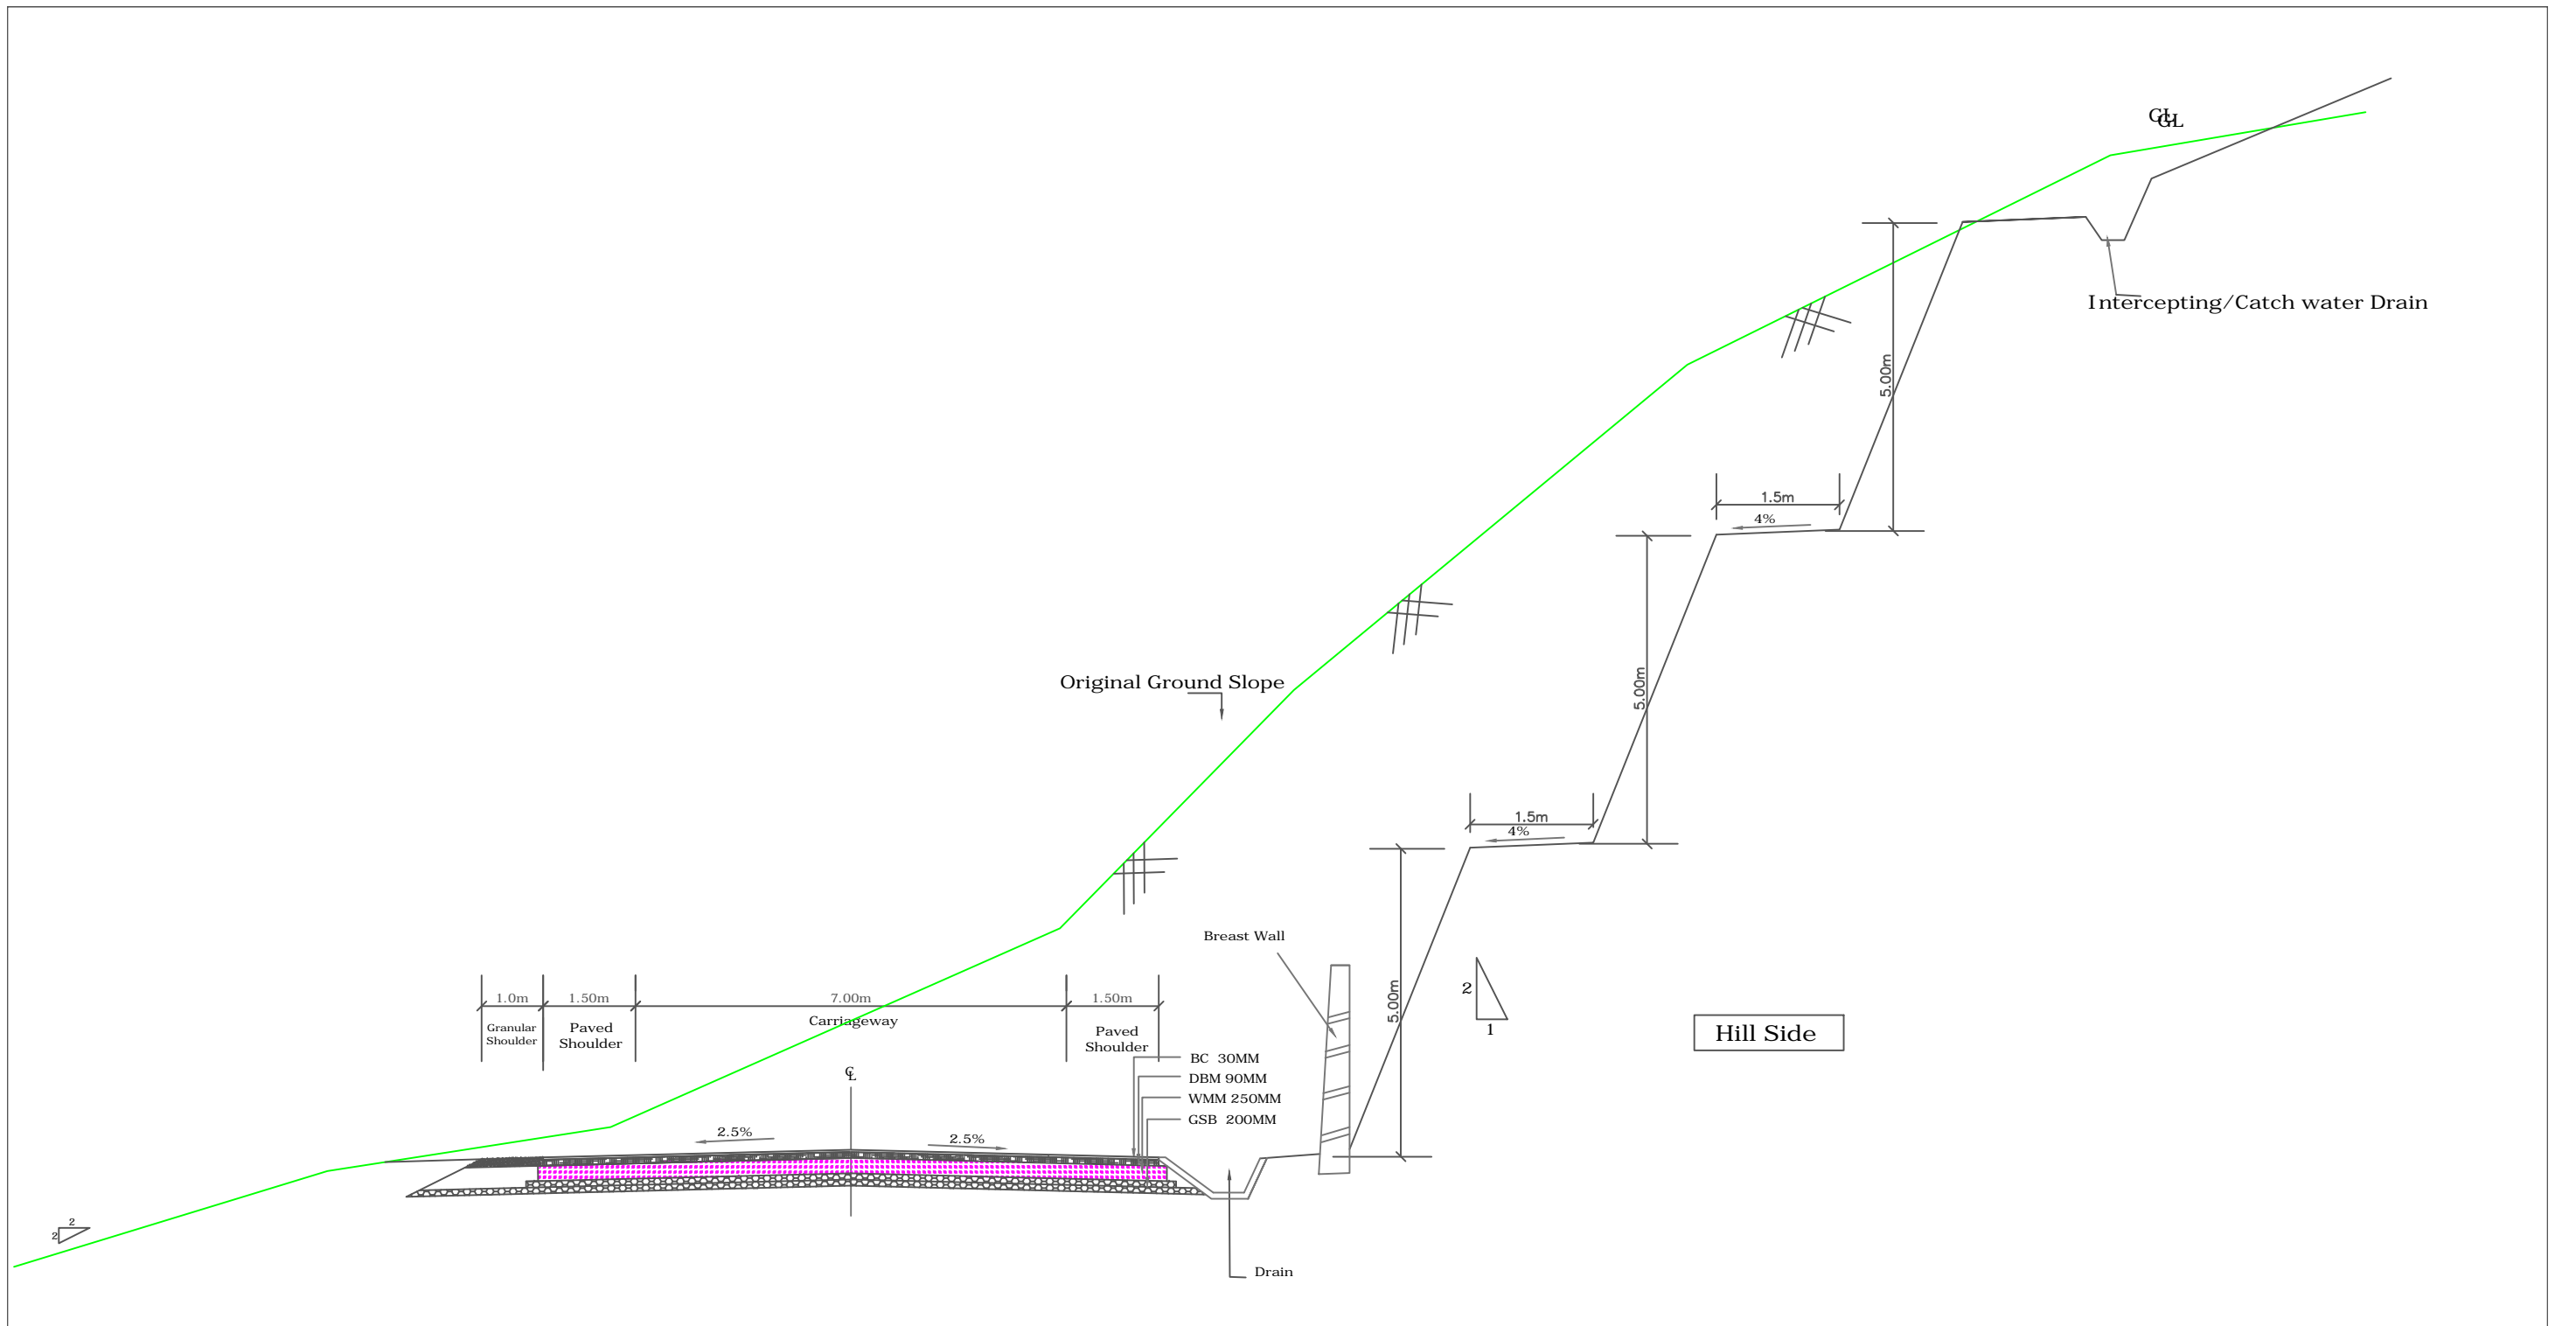 GL
GL
Intercepting/Catch water Drain
5.00m
1.5m
4%
5.00m
Original Ground Slope
1.5m
4%
Breast Wall
5.00m
2
1
Hill Side
1.0m
1.50m
7.00m
1.50m
Granular
Shoulder
Paved
Shoulder
Carriageway
Paved
Shoulder
BC 30MM
DBM 90MM
WMM 250MM
GSB 200MM
CL
2.5%
2.5%
2
2
Drain